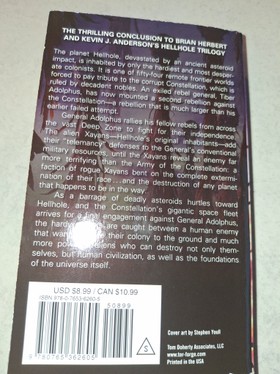 THE THRILLING CONCLUSION TO BRIAN HERBERT
AND KEVIN J. ANDERSON'S HELLHOLE TRILOGY
The planet Hellhole, devastated by an ancient asteroid
impact, is inhabited by only the hardiest and most desper-
ate colonists. It is one of fifty-four remote frontier worlds
forced to pay tribute to the corrupt Constellation, which is
ruled by decadent nobles. An exiled rebel general, Tiber
Adolphus, has now mounted a second rebellion against
the Constellation—a rebellion that is much larger than his
earlier failed attempt.
General Adolphus rallies his fellow rebels from across
the vast Deep Zone to fight for their independence.
The alien Xayans—Hellhole's original inhabitants—add
their "telemancy" defenses to the General's conventional
military resources, until the Xayans face an enemy far
more terrifying than the Army of the Constellation: a
faction of rogue Xayans bent on the complete extermi-
nation of their race—and the destruction of any planet
that happens to be in the way.
As a barrage of deadly asteroids hurtles toward
Hellhole, and the Constellation's gigantic space fleet
arrives for a final engagement against General Adolphus,
the hardy are caught between a human enemy
that wants their colony to the ground and much
more powerful who can destroy not only them-
selves, but human civilization, as well as the foundations
of the universe itself.
USD $8.99 / CAN $10.99
ISBN 978-0-7653-6260-5
50899
9 780765 362605
S
Cover art by Stephen Youll
Tom Doherty Associates, LLC
www.tor-forge.com
Printed in the USA